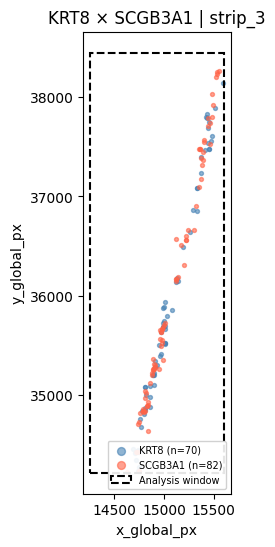 KRT8 × SCGB3A1 | strip_3
y_global_px
38000
37000
36000
35000
KRT8 (n=70)
SCGB3A1 (n=82)
Analysis window
14500 15000 15500
x_global_px